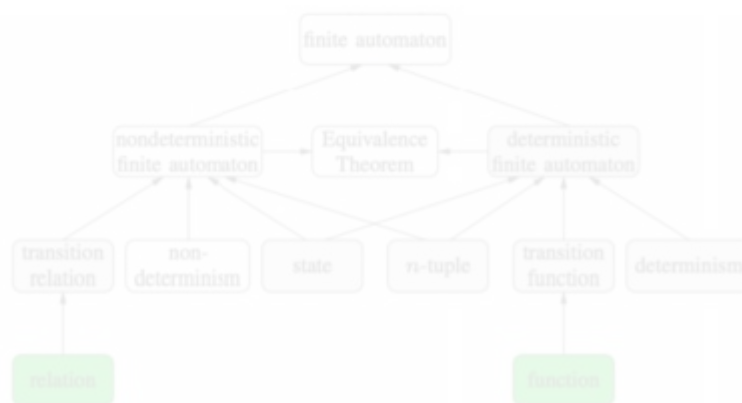 finite automaton
nondeterministic
finite automaton
Equivalence
Theorem
deterministic
finite automaton
transition
relation
non-
determinism
state
n-tuple
transition
function
determinism
relation
function